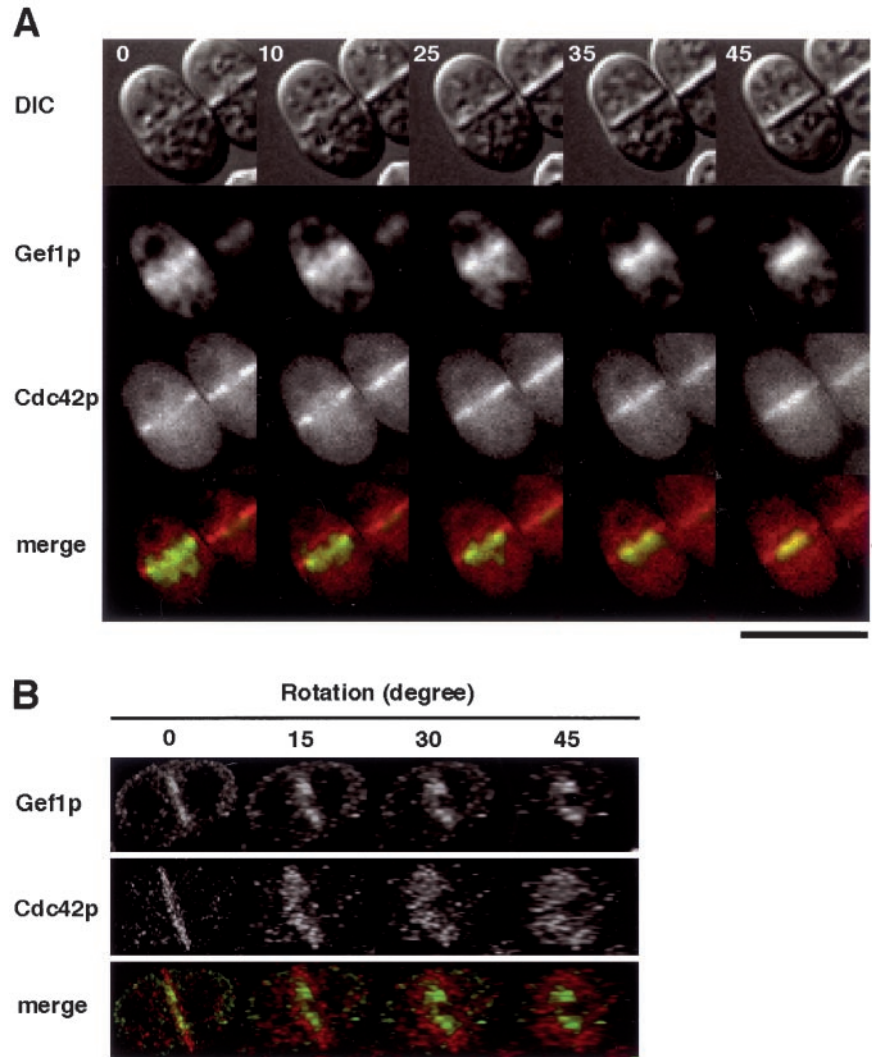 A
0 10 25 35 45
DIC
Gef1p
Cdc42p
merge
B
Rotation (degree)
0 15 30 45
Gef1p
Cdc42p
merge